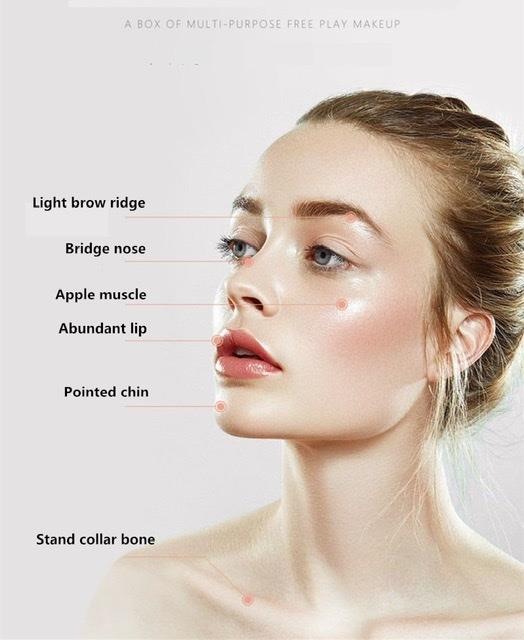 A BOX OF MULTI-PURPOSE FREE PLAY MAKEUP
Light brow ridge
Bridge nose
Apple muscle
Abundant lip
Pointed chin
Stand collar bone